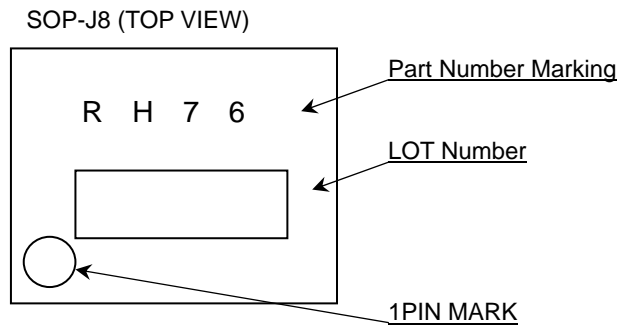 SOP-J8 (TOP VIEW)
Part Number Marking
R H 7 6
LOT Number
1PIN MARK